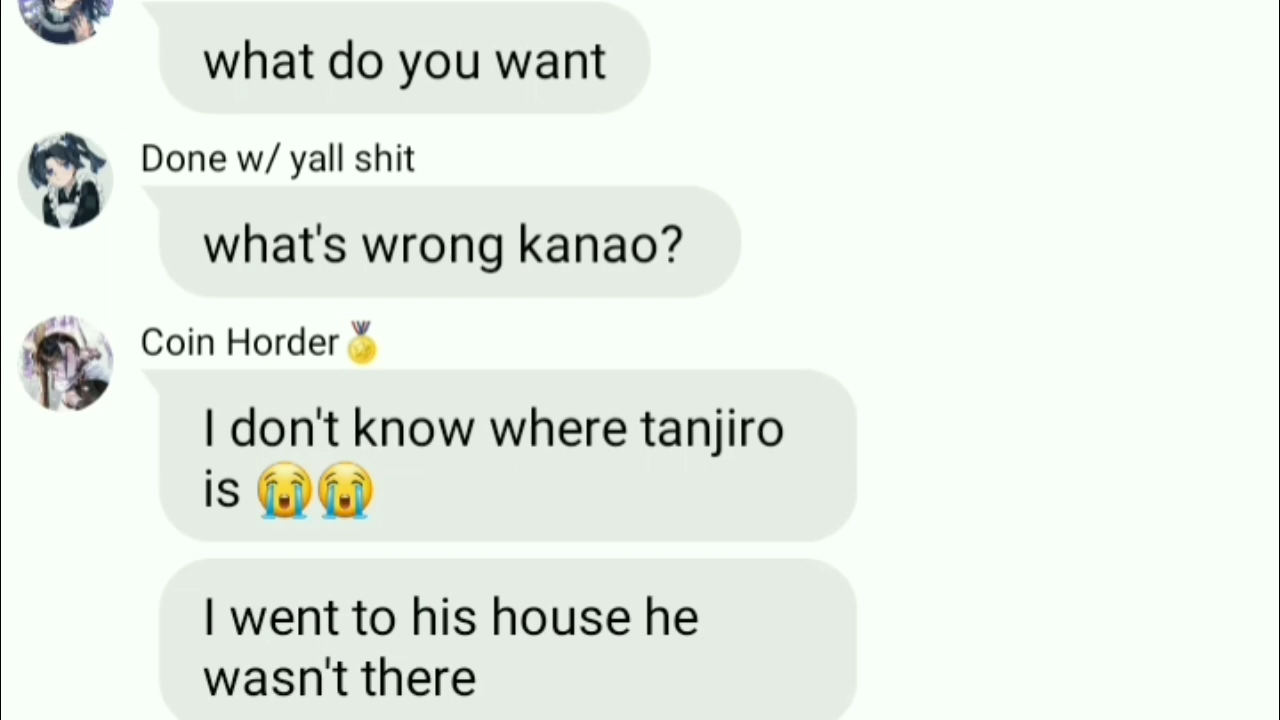 what do you want
Done w/ yall shit
what's wrong kanao?
Coin Horder🏅
I don't know where tanjiro
is 😭😭
I went to his house he
wasn't there